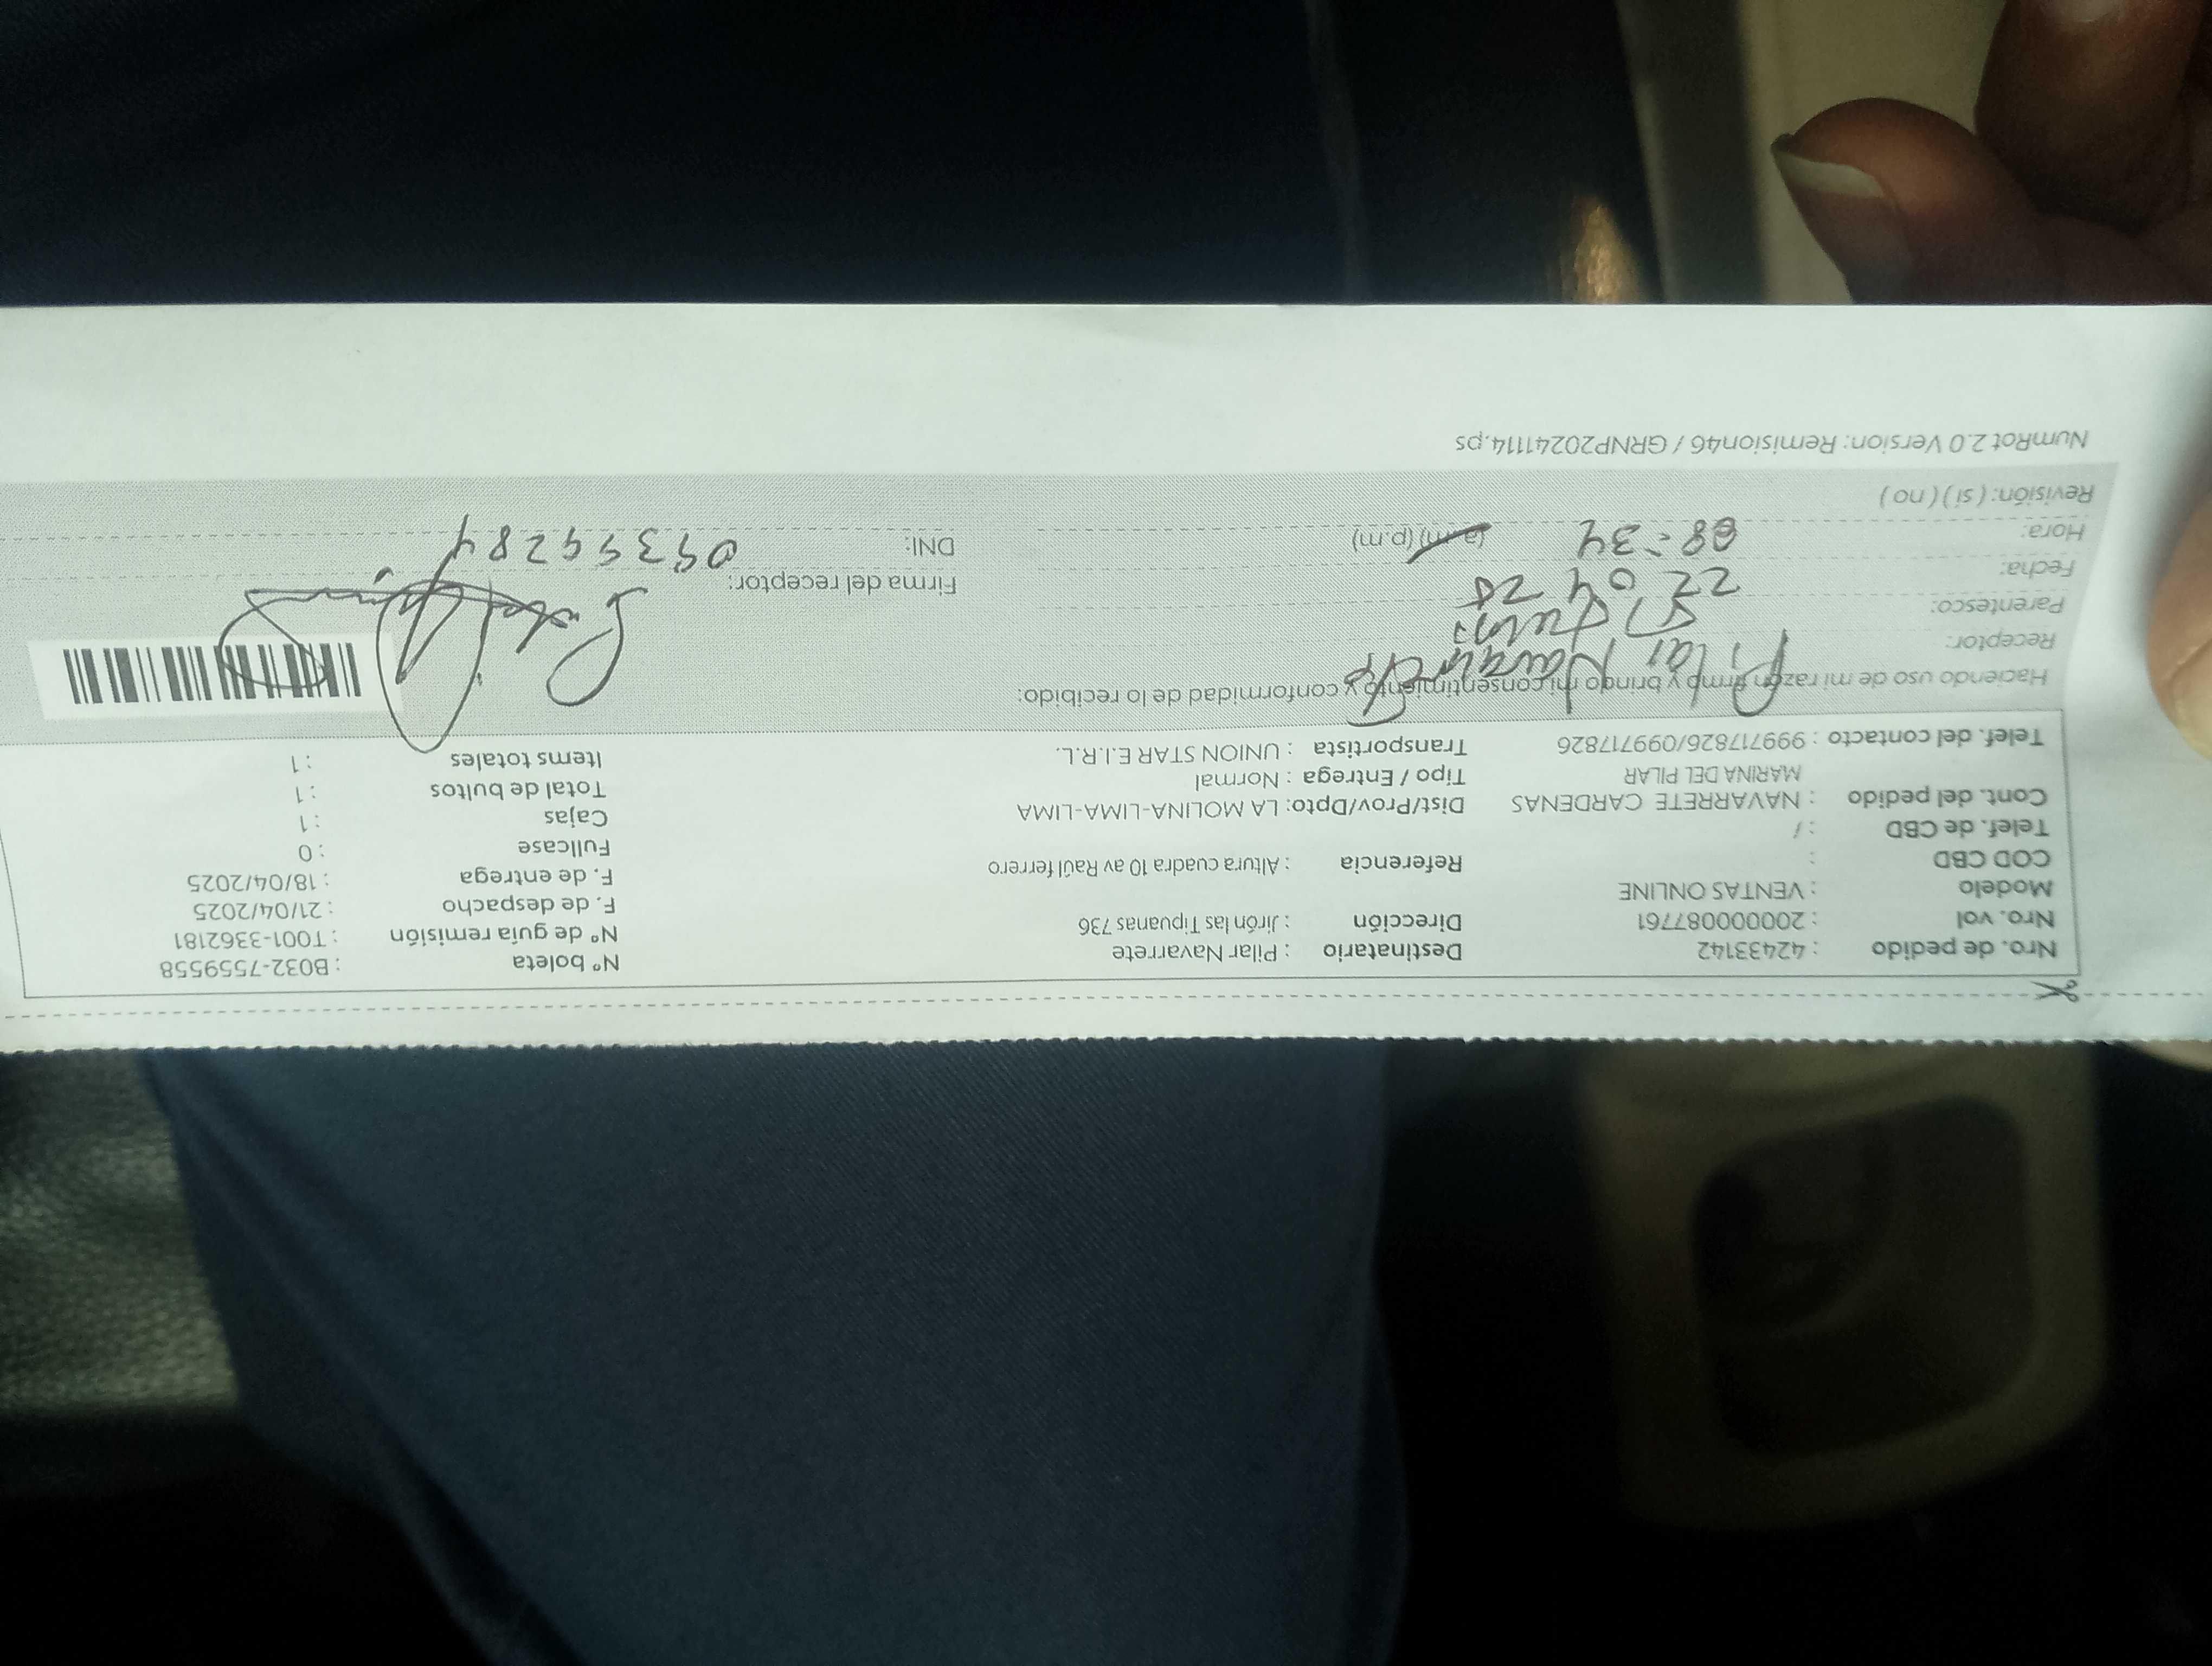 Nro. de pedido : 42433142 Destinatario : Pilar Navarrete Nº boleta : B032-7559558
Nro. vol : 20000087761 Dirección : Jirón las Tipuanas 736 Nº de guía remisión : T001-3362181
Modelo : VENTAS ONLINE F. de despacho : 21/04/2025
COD CBD : Referencia : Altura cuadra 10 av Raúl ferrero F. de entrega : 18/04/2025
Telef. de CBD : / Fullcase : 0
Cont. del pedido : NAVARRETE CARDENAS Dist/Prov/Dpto: LA MOLINA-LIMA-LIMA Cajas : 1
MARINA DEL PILAR Tipo / Entrega : Normal Total de bultos : 1
Telef. del contacto : 999717826/0997717826 Transportista : UNION STAR E.I.R.L. Items totales : 1
Haciendo uso de mi razón firmo y bringo mi consentimiento y conformidad de lo recibido:
Receptor: Pilar Navarrete
Parentesco:
Fecha: 22 04 25 Firma del receptor:
Hora: 08:34 (a.m) (p.m) DNI: 09399284
Revisión: ( si ) ( no )
NumRot 2.0 Version: Remision46 / GRNP20241114.ps